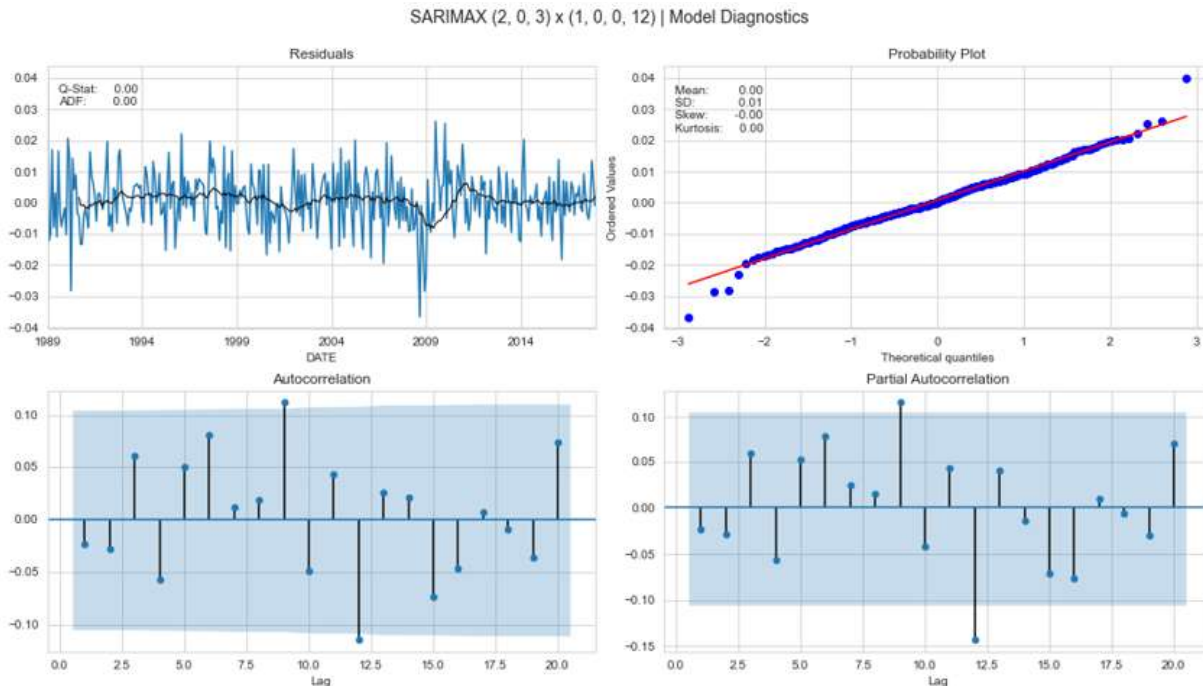 SARIMAX (2, 0, 3) x (1, 0, 0, 12) | Model Diagnostics
Residuals
0.04
0.03
0.02
0.01
0.00
−0.01
−0.02
−0.03
−0.04
Q-Stat: 0.00
ADF: 0.00
1989 1994 1999 2004 2009 2014
DATE
Probability Plot
Ordered Values
0.04
0.03
0.02
0.01
0.00
−0.01
−0.02
−0.03
−0.04
Mean: 0.00
SD: 0.01
Skew: -0.00
Kurtosis: 0.00
−3 −2 −1 0 1 2 3
Theoretical quantiles
Autocorrelation
0.10
0.05
0.00
−0.05
−0.10
0.0 2.5 5.0 7.5 10.0 12.5 15.0 17.5 20.0
Lag
Partial Autocorrelation
0.10
0.05
0.00
−0.05
−0.10
−0.15
0.0 2.5 5.0 7.5 10.0 12.5 15.0 17.5 20.0
Lag